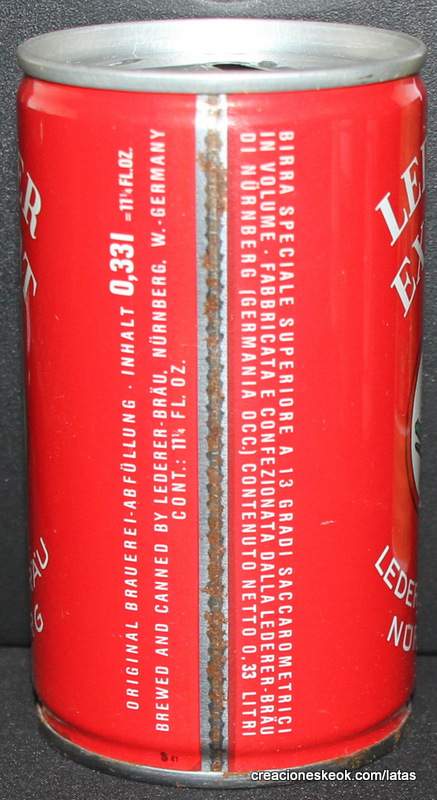 ORIGINAL BRAUEREI-ABFÜLLUNG · INHALT 0,33l = 11¼ FL.OZ.
BREWED AND CANNED BY LEDERER-BRÄU, NÜRNBERG, W.-GERMANY
CONT.: 11¼ FL. OZ.
BIRRA SPECIALE SUPERIORE A 13 GRADI SACCAROMETRICI
IN VOLUME · FABBRICATA E CONFEZIONATA DALLA LEDERER-BRÄU
DI NÜRNBERG (GERMANIA OCC.) CONTENUTO NETTO 0,33 LITRI
creacioneskeok.com/latas